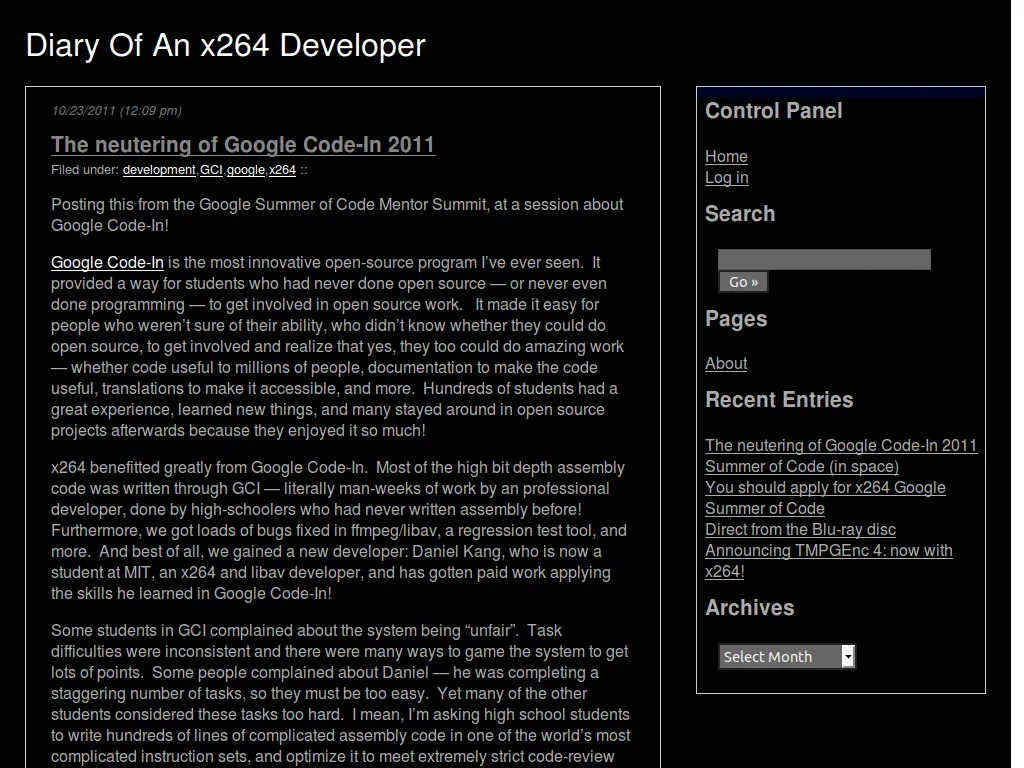 Diary Of An x264 Developer
10/23/2011 (12:09 pm)
The neutering of Google Code-In 2011
Filed under: development,GCI,google,x264 ::
Posting this from the Google Summer of Code Mentor Summit, at a session about
Google Code-In!
Google Code-In is the most innovative open-source program I’ve ever seen.  It
provided a way for students who had never done open source — or never even
done programming — to get involved in open source work.   It made it easy for
people who weren’t sure of their ability, who didn’t know whether they could do
open source, to get involved and realize that yes, they too could do amazing work
— whether code useful to millions of people, documentation to make the code
useful, translations to make it accessible, and more.  Hundreds of students had a
great experience, learned new things, and many stayed around in open source
projects afterwards because they enjoyed it so much!
x264 benefitted greatly from Google Code-In.  Most of the high bit depth assembly
code was written through GCI — literally man-weeks of work by an professional
developer, done by high-schoolers who had never written assembly before!
Furthermore, we got loads of bugs fixed in ffmpeg/libav, a regression test tool, and
more.  And best of all, we gained a new developer: Daniel Kang, who is now a
student at MIT, an x264 and libav developer, and has gotten paid work applying
the skills he learned in Google Code-In!
Some students in GCI complained about the system being “unfair”.  Task
difficulties were inconsistent and there were many ways to game the system to get
lots of points.  Some people complained about Daniel — he was completing a
staggering number of tasks, so they must be too easy.  Yet many of the other
students considered these tasks too hard.  I mean, I’m asking high school students
to write hundreds of lines of complicated assembly code in one of the world’s most
complicated instruction sets, and optimize it to meet extremely strict code-review
Control Panel
Home
Log in
Search
Go »
Pages
About
Recent Entries
The neutering of Google Code-In 2011
Summer of Code (in space)
You should apply for x264 Google
Summer of Code
Direct from the Blu-ray disc
Announcing TMPGEnc 4: now with
x264!
Archives
Select Month